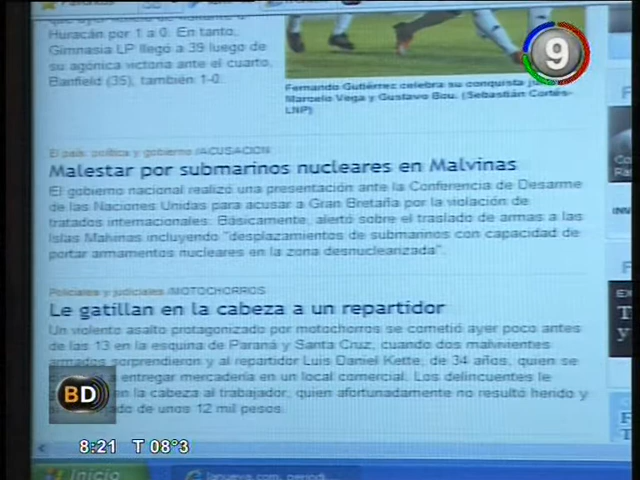 Huracán por 1 a 0. En tanto,
Gimnasia LP llegó a 39 luego de
su agónica victoria ante el cuarto,
Banfield (35), también 1-0.
Fernando Gutiérrez celebra su conquista
Marcelo Vega y Gustavo Bou. (Sebastián Cortés-
LNP)
9
El país, política y gobierno /ACUSACION
Malestar por submarinos nucleares en Malvinas
El gobierno nacional realizó una presentación ante la Conferencia de Desarme
de las Naciones Unidas para acusar a Gran Bretaña por la violación de
tratados internacionales. Básicamente, alertó sobre el traslado de armas a las
Islas Malvinas incluyendo "desplazamientos de submarinos con capacidad de
portar armamentos nucleares en la zona desnuclearizada".
Policiales y judiciales /MOTOCHORROS
Le gatillan en la cabeza a un repartidor
Un violento asalto protagonizado por motochorros se cometió ayer poco antes
de las 13 en la esquina de Paraná y Santa Cruz, cuando dos malvivientes
armados sorprendieron y al repartidor Luis Daniel Kette, de 34 años, quien se
a entregar mercadería en un local comercial. Los delincuentes le
en la cabeza al trabajador, quien afortunadamente no resultó herido y
de unos 12 mil pesos.
BD
8:21 T 08°3
Inicio
lanueva.com, periodi